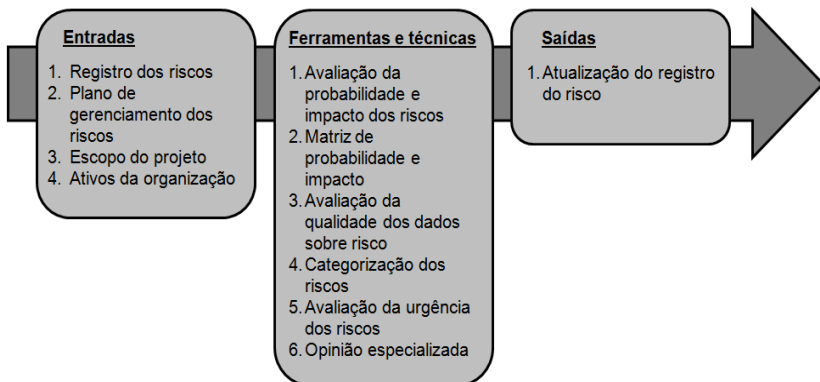 Entradas
1. Registro dos riscos
2. Plano de
gerenciamento dos
riscos
3. Escopo do projeto
4. Ativos da organização
Ferramentas e técnicas
1. Avaliação da
probabilidade e
impacto dos riscos
2. Matriz de
probabilidade e
impacto
3. Avaliação da
qualidade dos dados
sobre risco
4. Categorização dos
riscos
5. Avaliação da urgência
dos riscos
6. Opinião especializada
Saídas
1. Atualização do registro
do risco